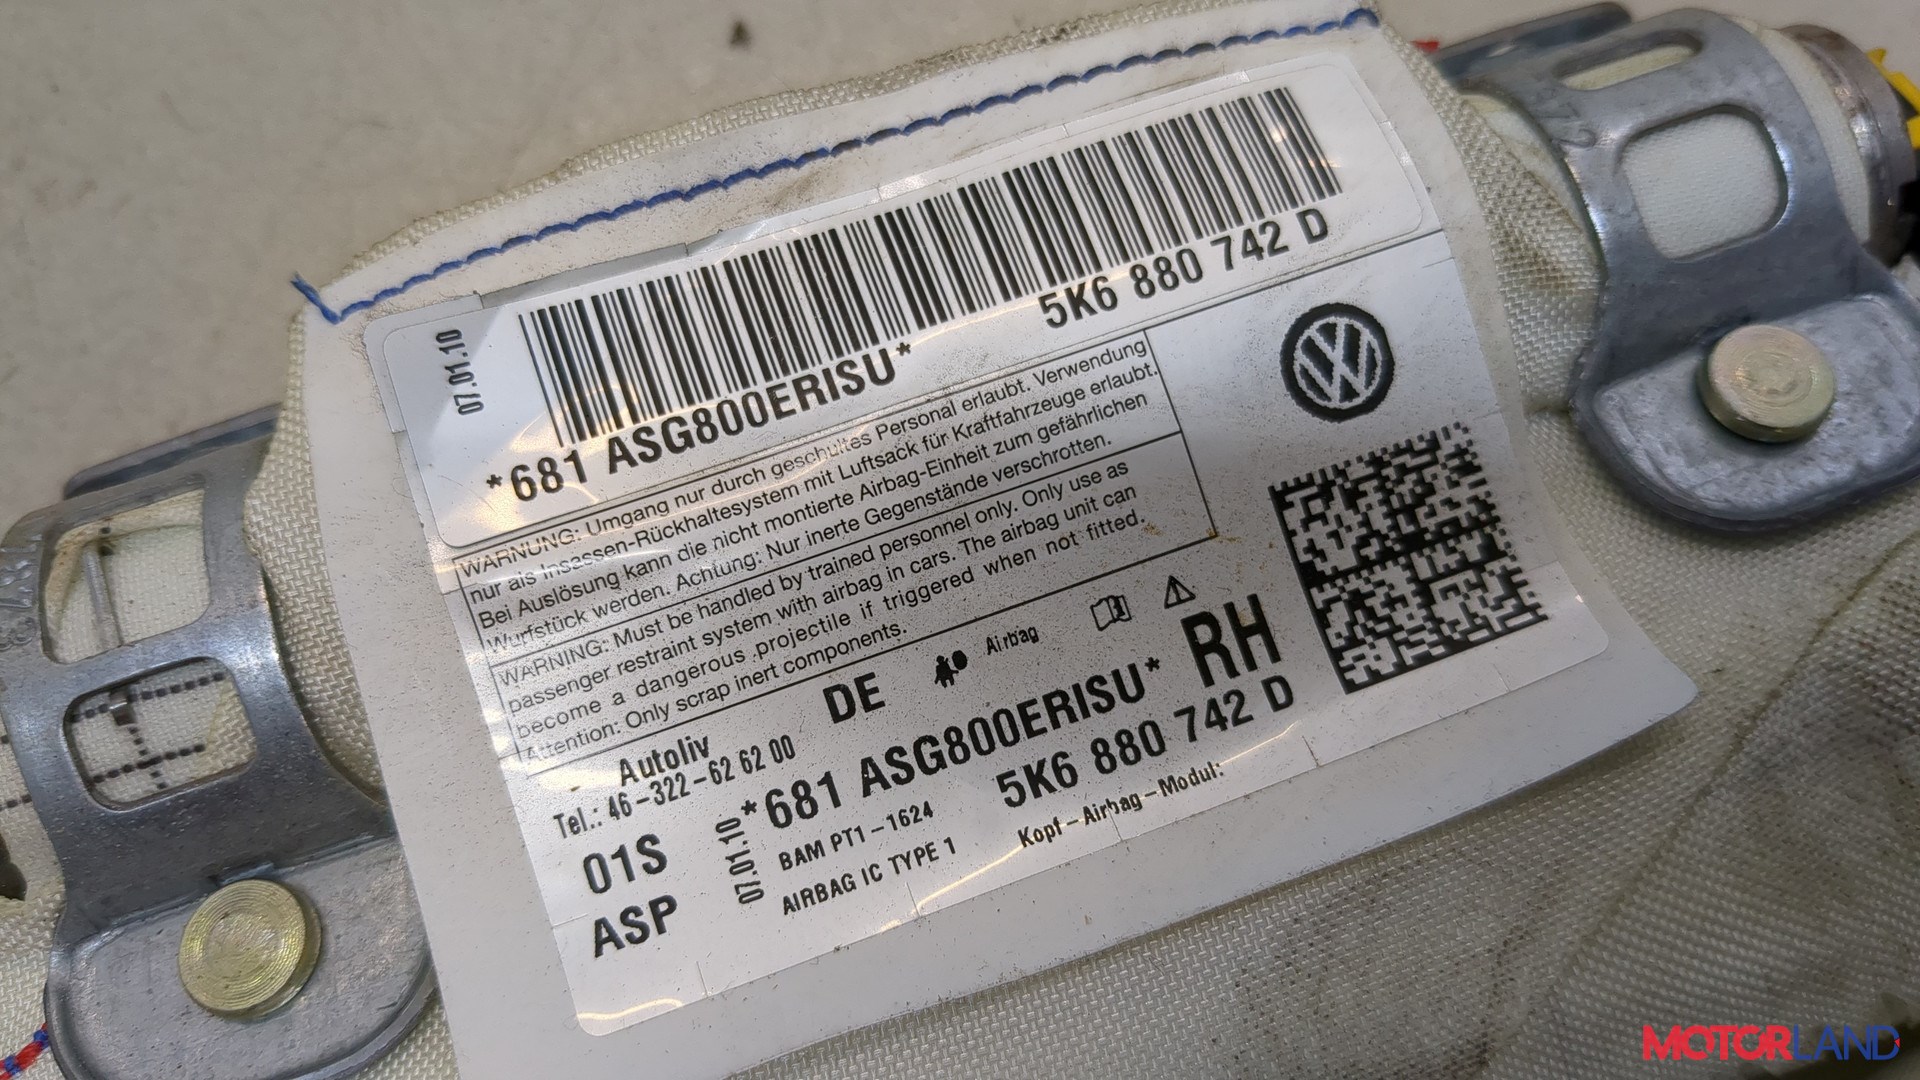 07.01.10
*681 ASG800ERISU*
5K6 880 742 D
WARNUNG: Umgang nur durch geschultes Personal erlaubt. Verwendung
nur als Insassen-Rückhaltesystem mit Luftsack für Kraftfahrzeuge erlaubt.
Bei Auslösung kann die nicht montierte Airbag-Einheit zum gefährlichen
Wurfstück werden. Achtung: Nur inerte Gegenstände verschrotten.
WARNING: Must be handled by trained personnel only. Only use as
passenger restraint system with airbag in cars. The airbag unit can
become a dangerous projectile if triggered when not fitted.
Attention: Only scrap inert components.
DE
Airbag
RH
Autoliv
Tel.: 46-322-62 62 00
*681 ASG800ERISU*
5K6 880 742 D
01S
ASP
07.01.10
BAM PT1-1624
AIRBAG IC TYPE 1
Kopf-Airbag-Modul:
MOTORLAND